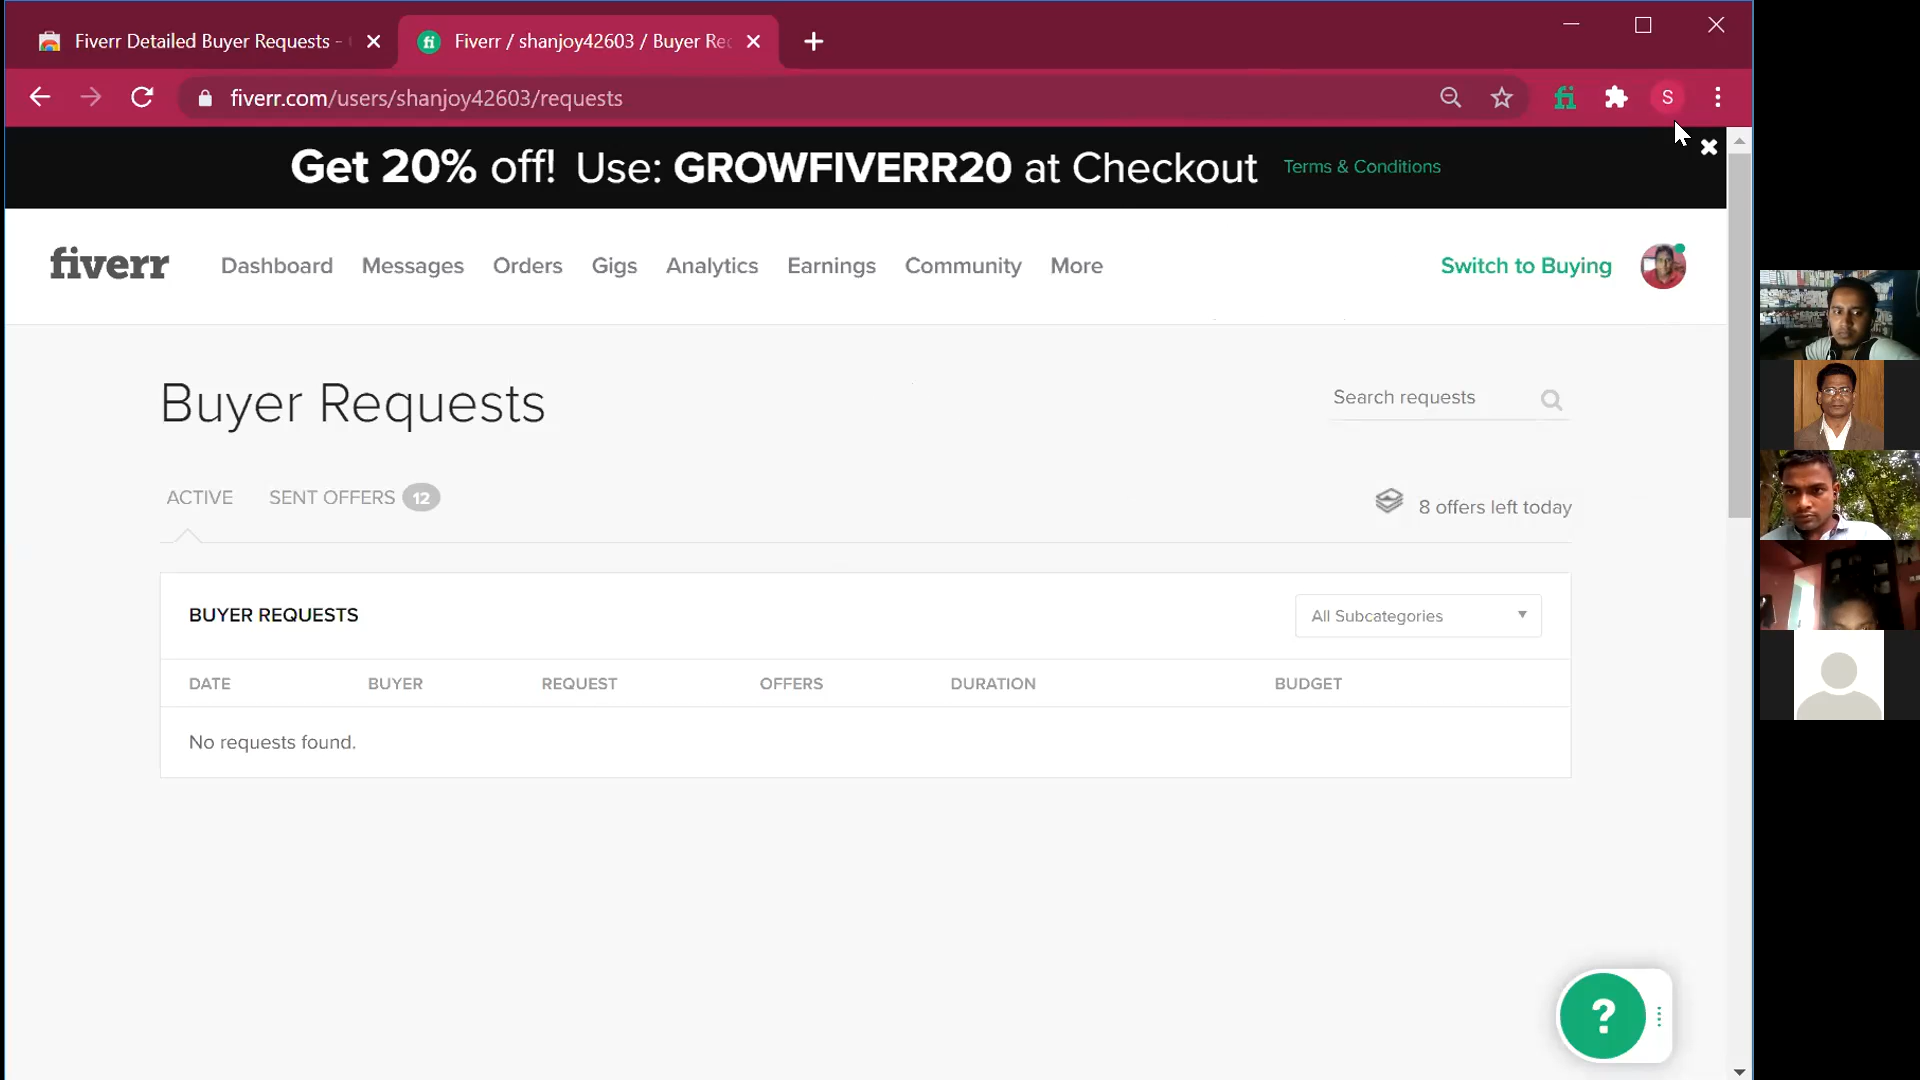 Fiverr Detailed Buyer Requests -
Fiverr / shanjoy42603 / Buyer Rec
fiverr.com/users/shanjoy42603/requests
fi
S
Get 20% off! Use: GROWFIVERR20 at Checkout Terms & Conditions
fiverr Dashboard Messages Orders Gigs Analytics Earnings Community More Switch to Buying
Buyer Requests
Search requests
ACTIVE SENT OFFERS 12
8 offers left today
BUYER REQUESTS
All Subcategories
DATE BUYER REQUEST OFFERS DURATION BUDGET
No requests found.
?